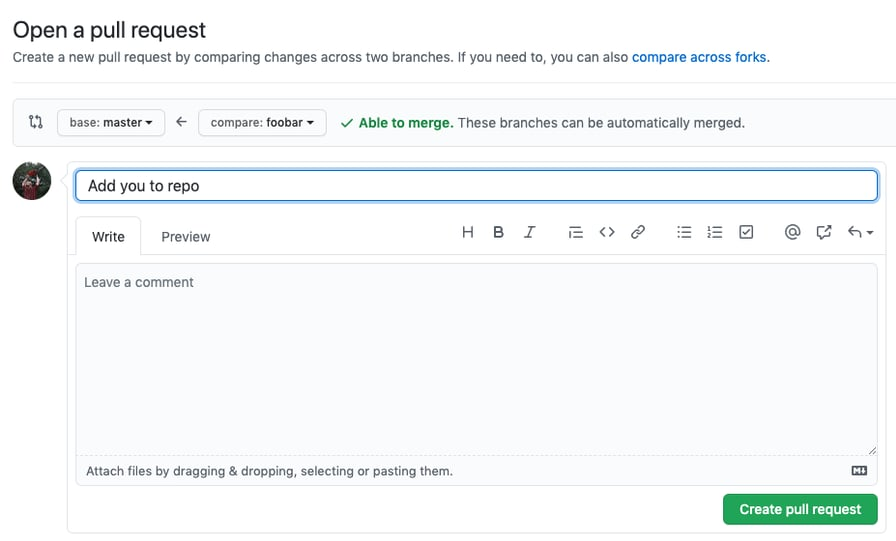 Open a pull request
Create a new pull request by comparing changes across two branches. If you need to, you can also compare across forks.
base: master compare: foobar Able to merge. These branches can be automatically merged.
Add you to repo
Write Preview H B I
Leave a comment
Attach files by dragging & dropping, selecting or pasting them.
Create pull request